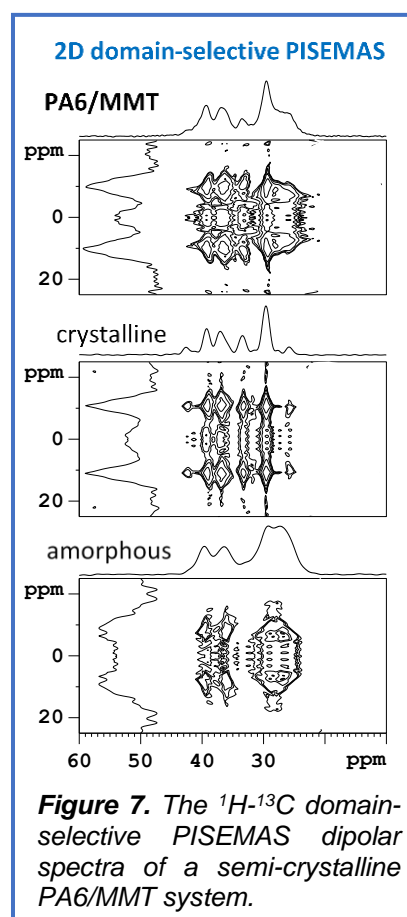 2D domain-selective PISEMAS
PA6/MMT
ppm
0
20
crystalline
ppm
0
20
amorphous
ppm
0
20
60 50 40 30 ppm
Figure 7. The ¹H-¹³C domain-
selective PISEMAS dipolar
spectra of a semi-crystalline
PA6/MMT system.